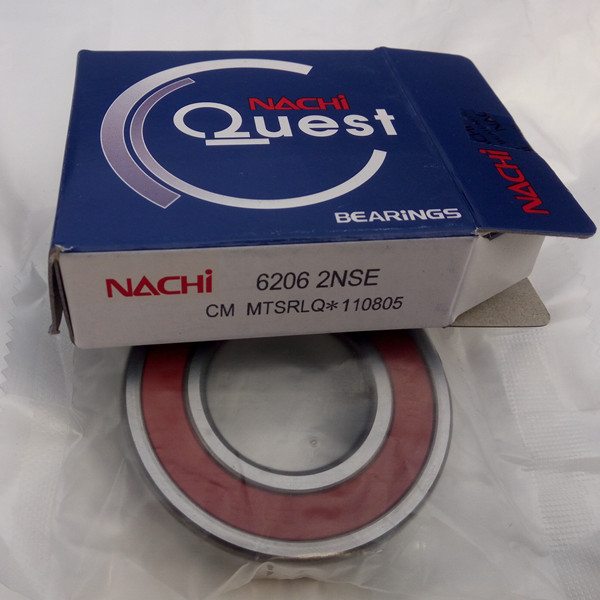 NACHi
Quest
BEARiNGS
NACHi
NACHi 6206 2NSE
CM MTSRLQ*110805